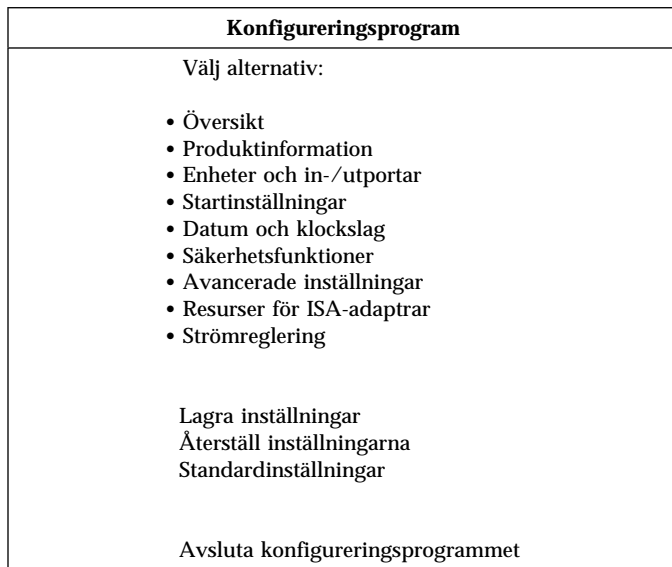 Konfigureringsprogram
Välj alternativ:
• Översikt
• Produktinformation
• Enheter och in-/utportar
• Startinställningar
• Datum och klockslag
• Säkerhetsfunktioner
• Avancerade inställningar
• Resurser för ISA-adaptrar
• Strömreglering
Lagra inställningar
Återställ inställningarna
Standardinställningar
Avsluta konfigureringsprogrammet